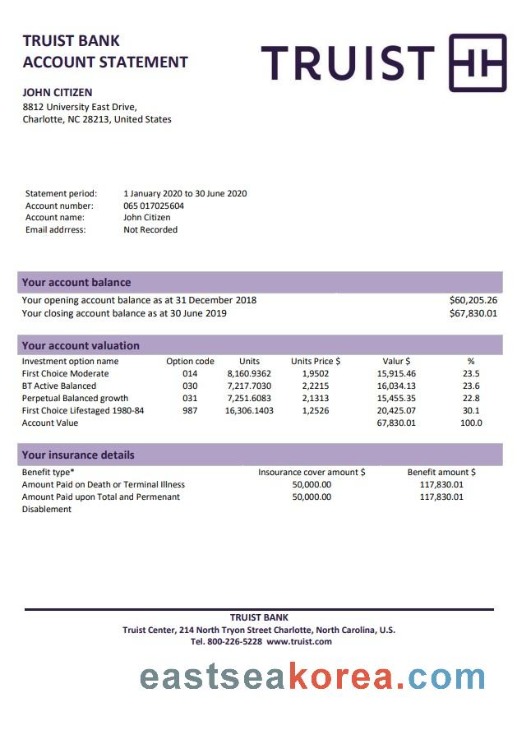 TRUIST BANK
ACCOUNT STATEMENT
TRUIST
JOHN CITIZEN
8812 University East Drive,
Charlotte, NC 28213, United States
Statement period: 1 January 2020 to 30 June 2020
Account number: 065 017025604
Account name: John Citizen
Email addrress: Not Recorded
Your account balance
Your opening account balance as at 31 December 2018 $60,205.26
Your closing account balance as at 30 June 2019 $67,830.01
Your account valuation
Investment option name Option code Units Units Price $ Valur $ %
First Choice Moderate 014 8,160.9362 1,9502 15,915.46 23.5
BT Active Balanced 030 7,217.7030 2,2215 16,034.13 23.6
Perpetual Balanced growth 031 7,251.6083 2,1313 15,455.35 22.8
First Choice Lifestaged 1980-84 987 16,306.1403 1,2526 20,425.07 30.1
Account Value 67,830.01 100.0
Your insurance details
Benefit type* Insourance cover amount $ Benefit amount $
Amount Paid on Death or Terminal Illness 50,000.00 117,830.01
Amount Paid upon Total and Permenant 50,000.00 117,830.01
Disablement
TRUIST BANK
Truist Center, 214 North Tryon Street Charlotte, North Carolina, U.S.
Tel. 800-226-5228 www.truist.com
eastseakorea.com